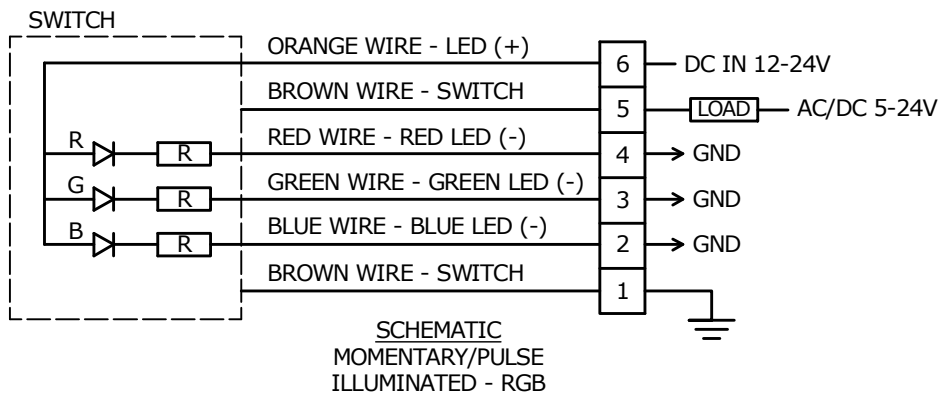 SWITCH
ORANGE WIRE - LED (+)
6
DC IN 12-24V
BROWN WIRE - SWITCH
5
LOAD
AC/DC 5-24V
R
R
RED WIRE - RED LED (-)
4
GND
G
R
GREEN WIRE - GREEN LED (-)
3
GND
B
R
BLUE WIRE - BLUE LED (-)
2
GND
BROWN WIRE - SWITCH
1
SCHEMATIC
MOMENTARY/PULSE
ILLUMINATED - RGB